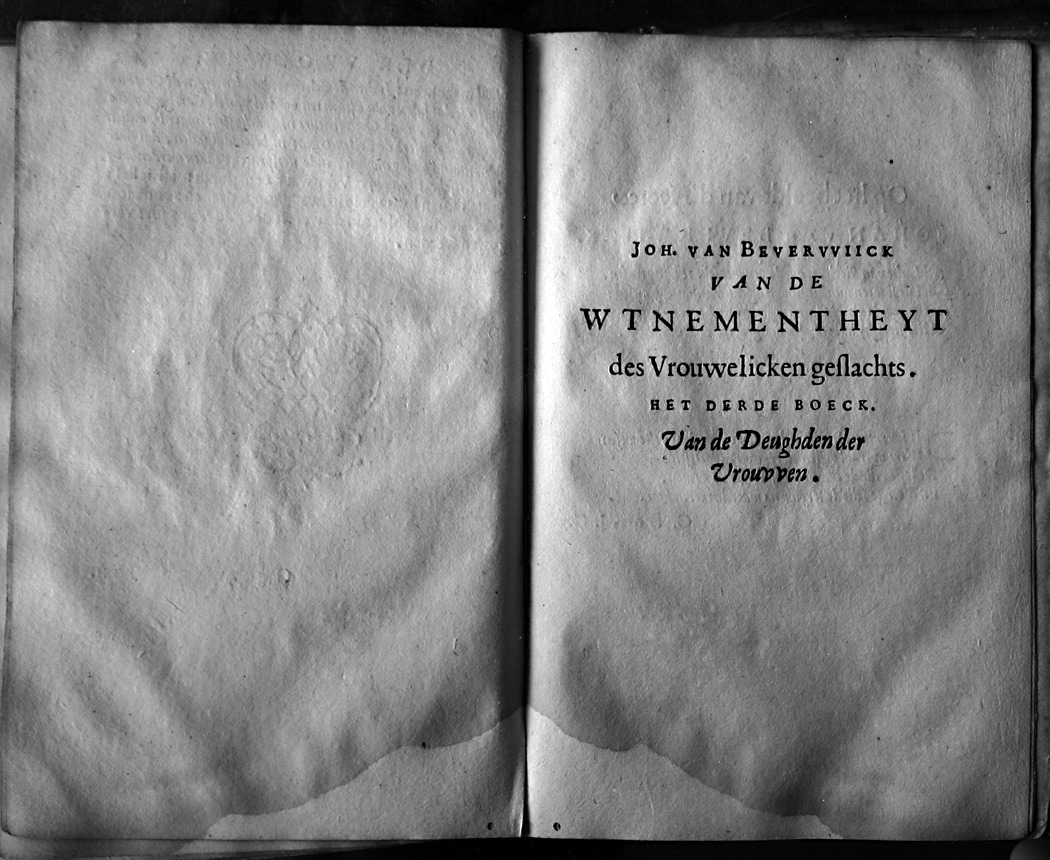 JOH. VAN BEVERVVIICK
VAN DE
WTNEMENTHEYT
des Vrouwelicken geſlachts.
HET DERDE BOECK.
Van de Deughden der
Vrouvven.